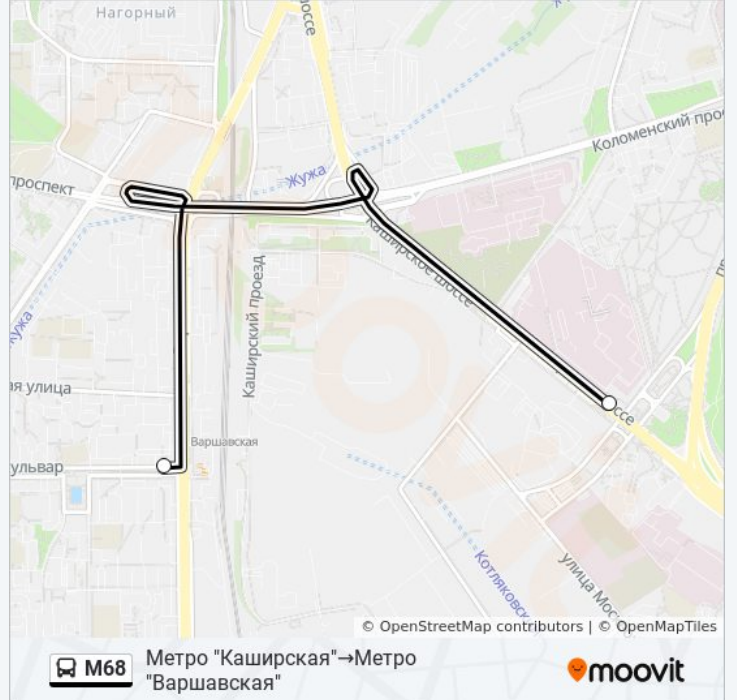 Нагорный
шоссе
Коломенский про
Жужа
проспект
Каширское шоссе
Каширский проезд
Жужа
ая улица
Варшавская
ульвар
ссе
Котляковс
улица Мос
© OpenStreetMap contributors | © OpenMapTiles
M68
Метро "Каширская"→Метро
"Варшавская"
moovit